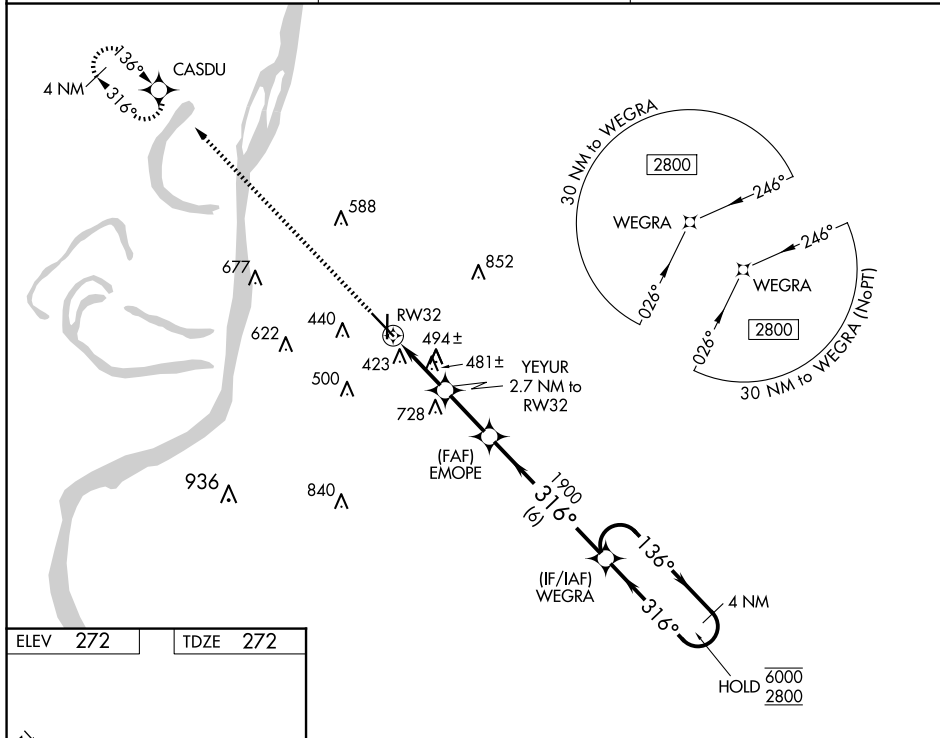 136°
CASDU
4 NM
316°
30 NM to WEGRA
2800
246°
WEGRA
026°
588
677
852
246°
WEGRA
2800
026°
30 NM to WEGRA (NoPT)
RW32
440
622
494±
423
481±
YEYUR
2.7 NM to
RW32
500
728
(FAF)
EMOPE
936
840
1900
316°
(6)
136°
(IF/IAF)
WEGRA
4 NM
316°
HOLD 6000
2800
ELEV 272
TDZE 272